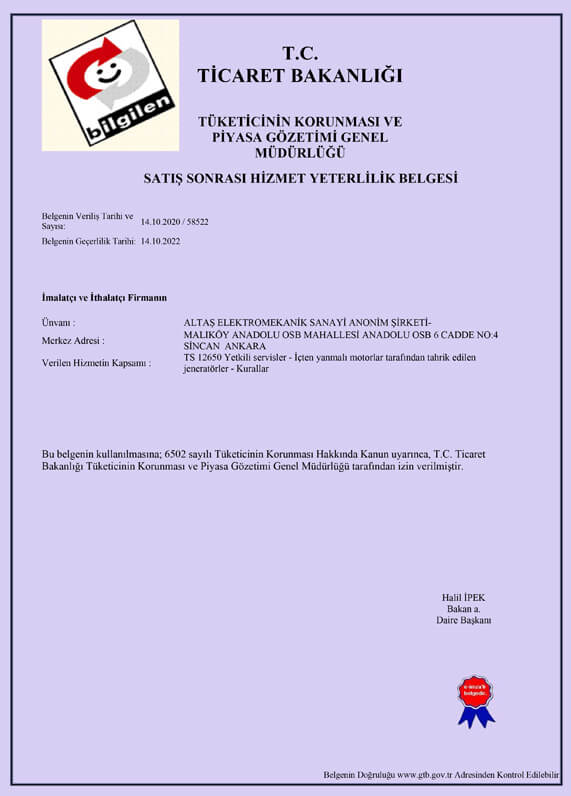 bilgilen
T.C.
TİCARET BAKANLIĞI
TÜKETİCİNİN KORUNMASI VE
PİYASA GÖZETİMİ GENEL
MÜDÜRLÜĞÜ
SATIŞ SONRASI HİZMET YETERLİLİK BELGESİ
Belgenin Veriliş Tarihi ve
Sayısı: 14.10.2020 / 58522
Belgenin Geçerlilik Tarihi: 14.10.2022
İmalatçı ve İthalatçı Firmanın
Ünvanı : ALTAŞ ELEKTROMEKANİK SANAYİ ANONİM ŞİRKETİ-
Merkez Adresi : MALIKÖY ANADOLU OSB MAHALLESİ ANADOLU OSB 6 CADDE NO:4
SİNCAN ANKARA
Verilen Hizmetin Kapsamı : TS 12650 Yetkili servisler - İçten yanmalı motorlar tarafından tahrik edilen
jeneratörler - Kurallar
Bu belgenin kullanılmasına; 6502 sayılı Tüketicinin Korunması Hakkında Kanun uyarınca, T.C. Ticaret
Bakanlığı Tüketicinin Korunması ve Piyasa Gözetimi Genel Müdürlüğü tarafından izin verilmiştir.
Halil İPEK
Bakan a.
Daire Başkanı
e-imza'lı
belgedir.
Belgenin Doğruluğu www.gtb.gov.tr Adresinden Kontrol Edilebilir